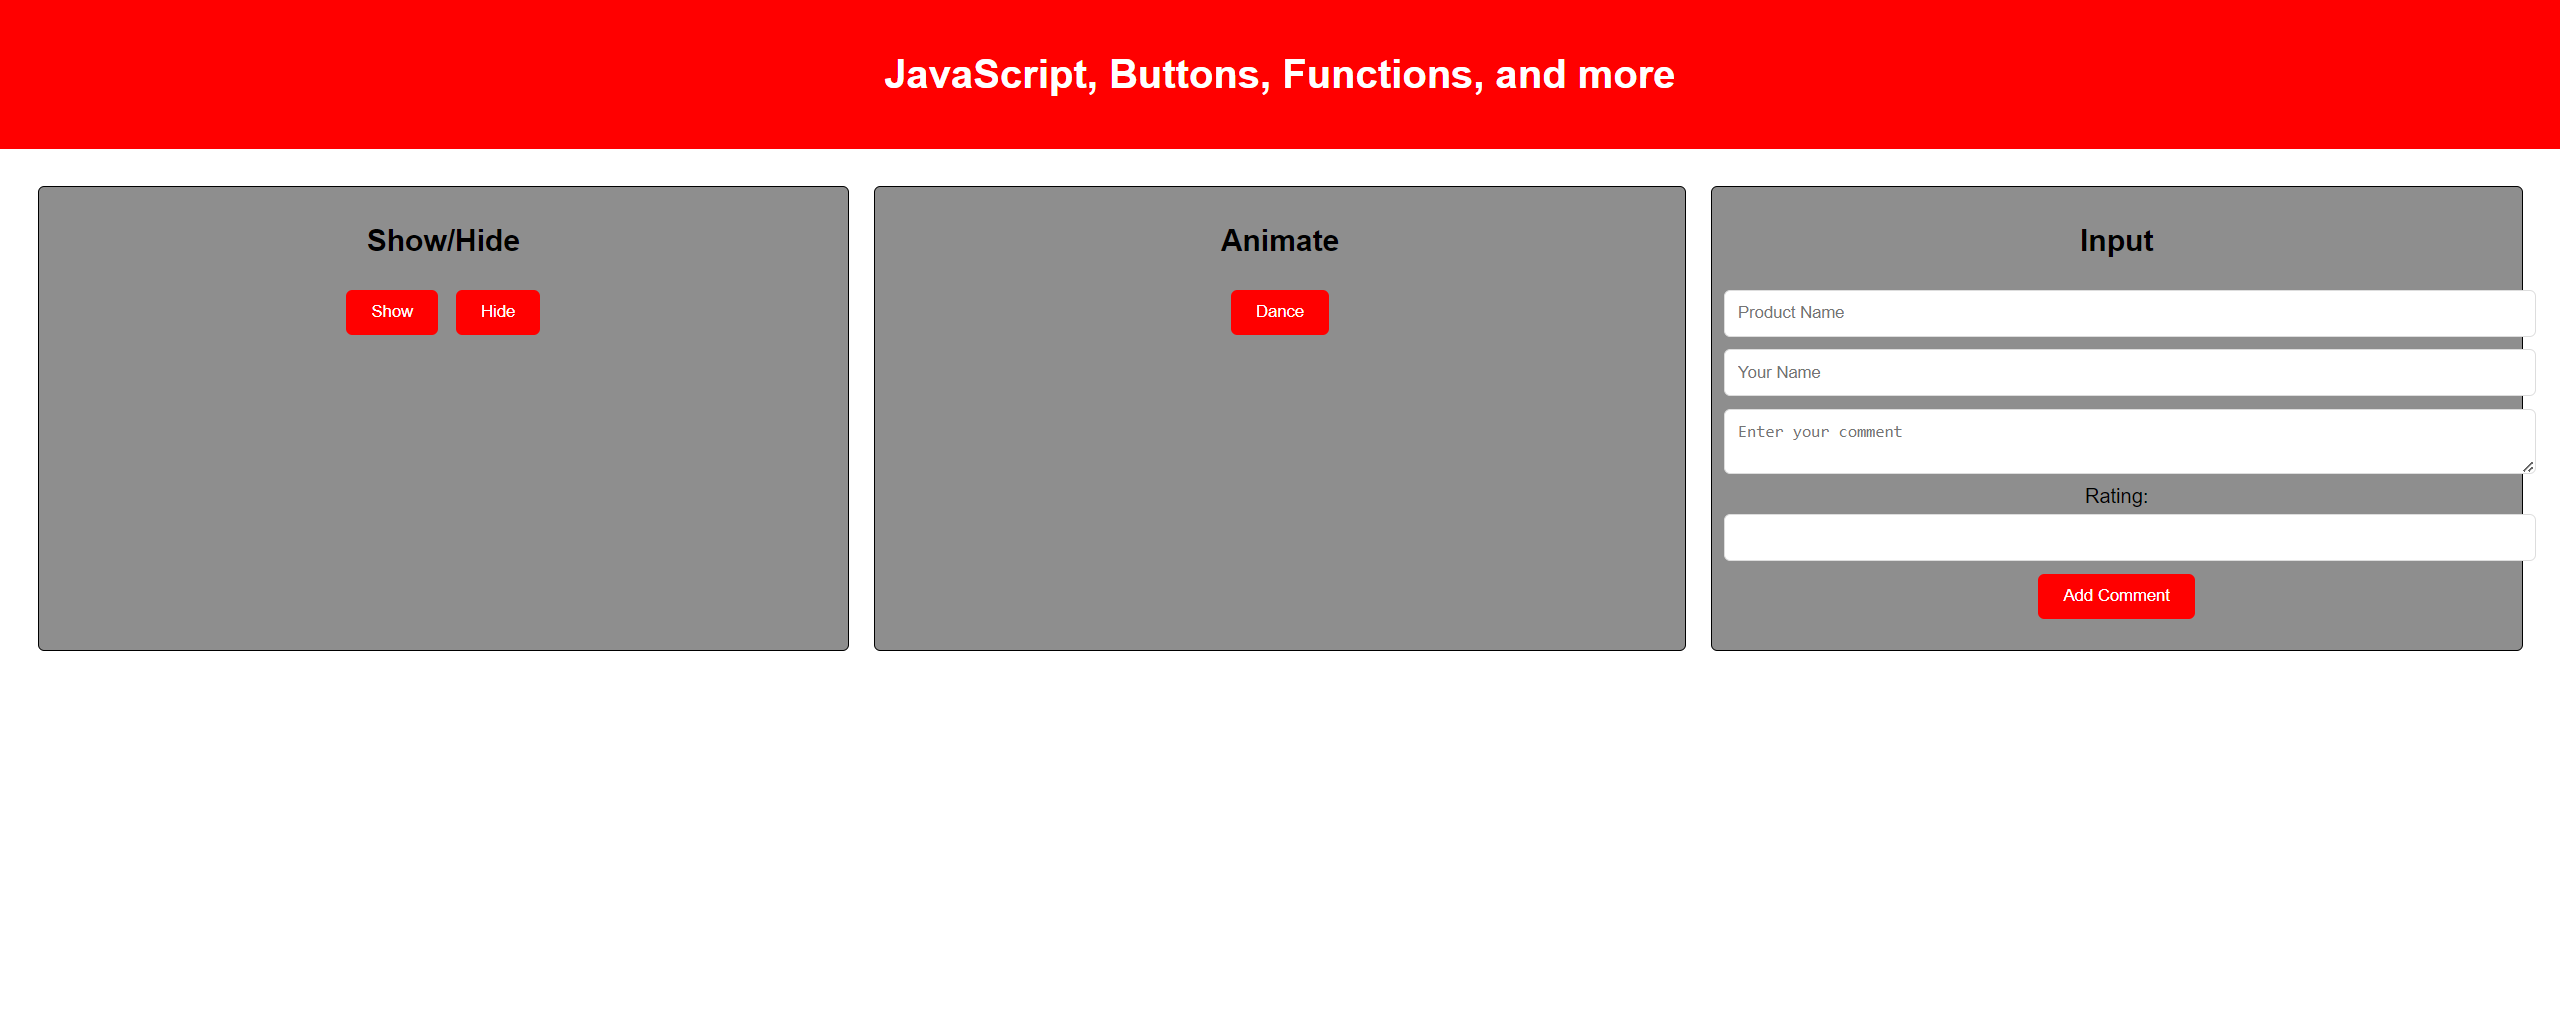 JavaScript, Buttons, Functions, and more
Show/Hide
Show
Hide
Animate
Dance
Input
Product Name
Your Name
Enter your comment
Rating:
Add Comment